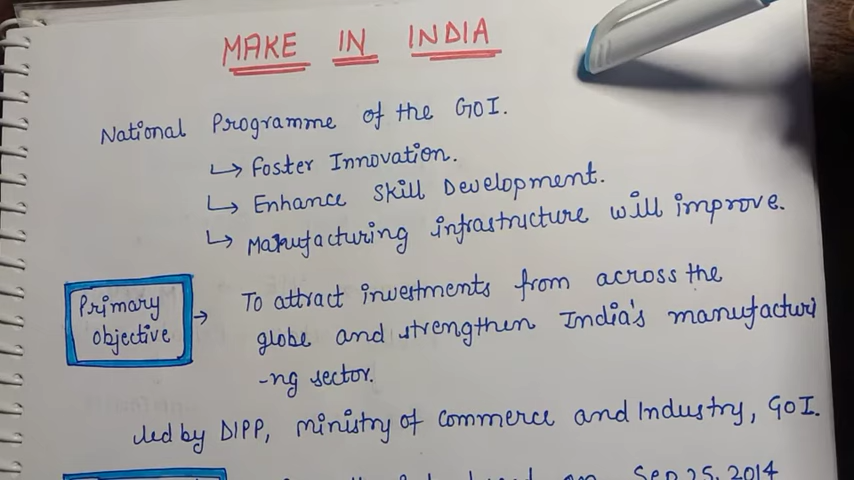 MAKE IN INDIA
National Programme of the GOI.
↳ Foster Innovation.
↳ Enhance Skill Development.
↳ Manufacturing infrastructure will improve.
Primary
objective → To attract investments from across the
globe and strengthen India's manufacturi
-ng sector.
led by DIPP, Ministry of Commerce and Industry, GOI.
on Sep 25, 2014